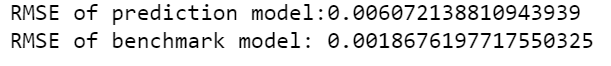 RMSE of prediction model:0.006072138810943939
RMSE of benchmark model: 0.0018676197717550325